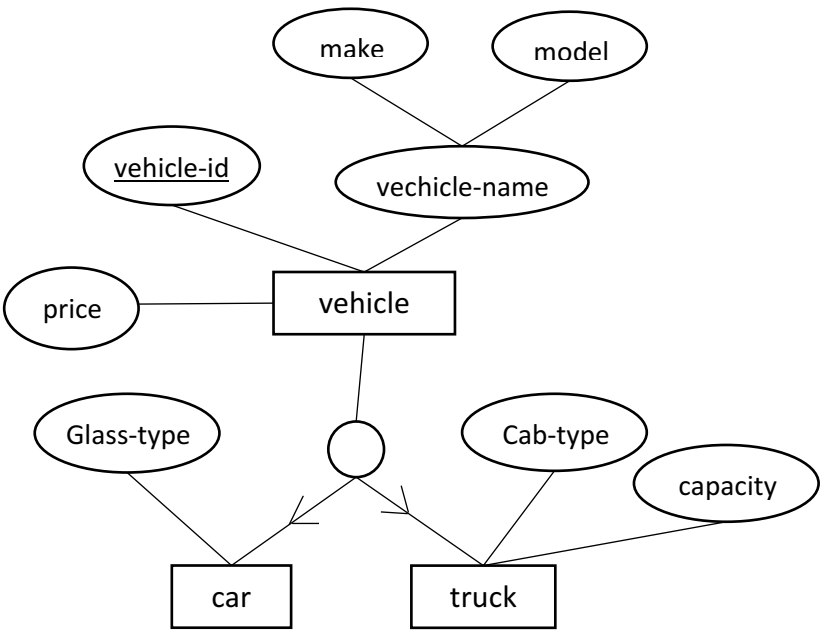 make
model
vehicle-id
vechicle-name
vehicle
price
Glass-type
Cab-type
capacity
car
truck